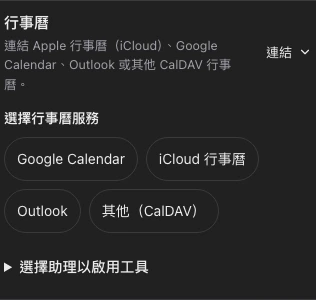 行事曆
連結 Apple 行事曆（iCloud）、Google
Calendar、Outlook 或其他 CalDAV 行事
曆。
連結
選擇行事曆服務
Google Calendar
iCloud 行事曆
Outlook
其他（CalDAV）
選擇助理以啟用工具